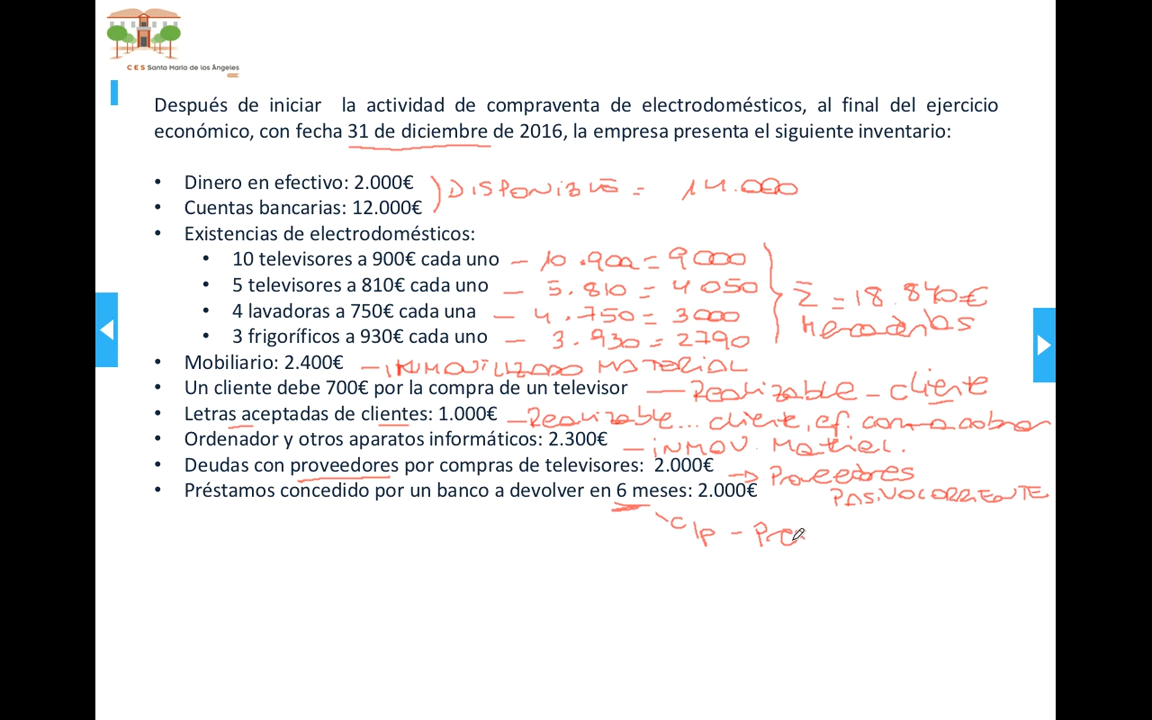 CES Santa María de los Ángeles
Después de iniciar la actividad de compraventa de electrodomésticos, al final del ejercicio
económico, con fecha 31 de diciembre de 2016, la empresa presenta el siguiente inventario:
• Dinero en efectivo: 2.000€ ) DISPONIBLE = 14.000
• Cuentas bancarias: 12.000€
• Existencias de electrodomésticos:
• 10 televisores a 900€ cada uno – 10.900 = 9000
• 5 televisores a 810€ cada uno – 5.810 = 4050 Σ = 18.840€
• 4 lavadoras a 750€ cada una – 4.750 = 3000 Mercaderías
• 3 frigoríficos a 930€ cada uno – 3.930 = 2790
• Mobiliario: 2.400€ – INMOVILIZADO MATERIAL
• Un cliente debe 700€ por la compra de un televisor – Realizable – cliente
• Letras aceptadas de clientes: 1.000€ – Realizable... cliente, ef. com. a cobrar
• Ordenador y otros aparatos informáticos: 2.300€ – INMOV. Material.
• Deudas con proveedores por compras de televisores: 2.000€ → Proveedores
• Préstamos concedido por un banco a devolver en 6 meses: 2.000€ PASIVO CORRIENTE
c/p –